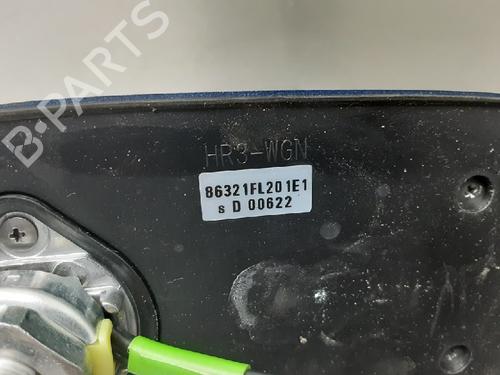 B-PARTS
HR3-WGN
86321FL201E1
s D 00622